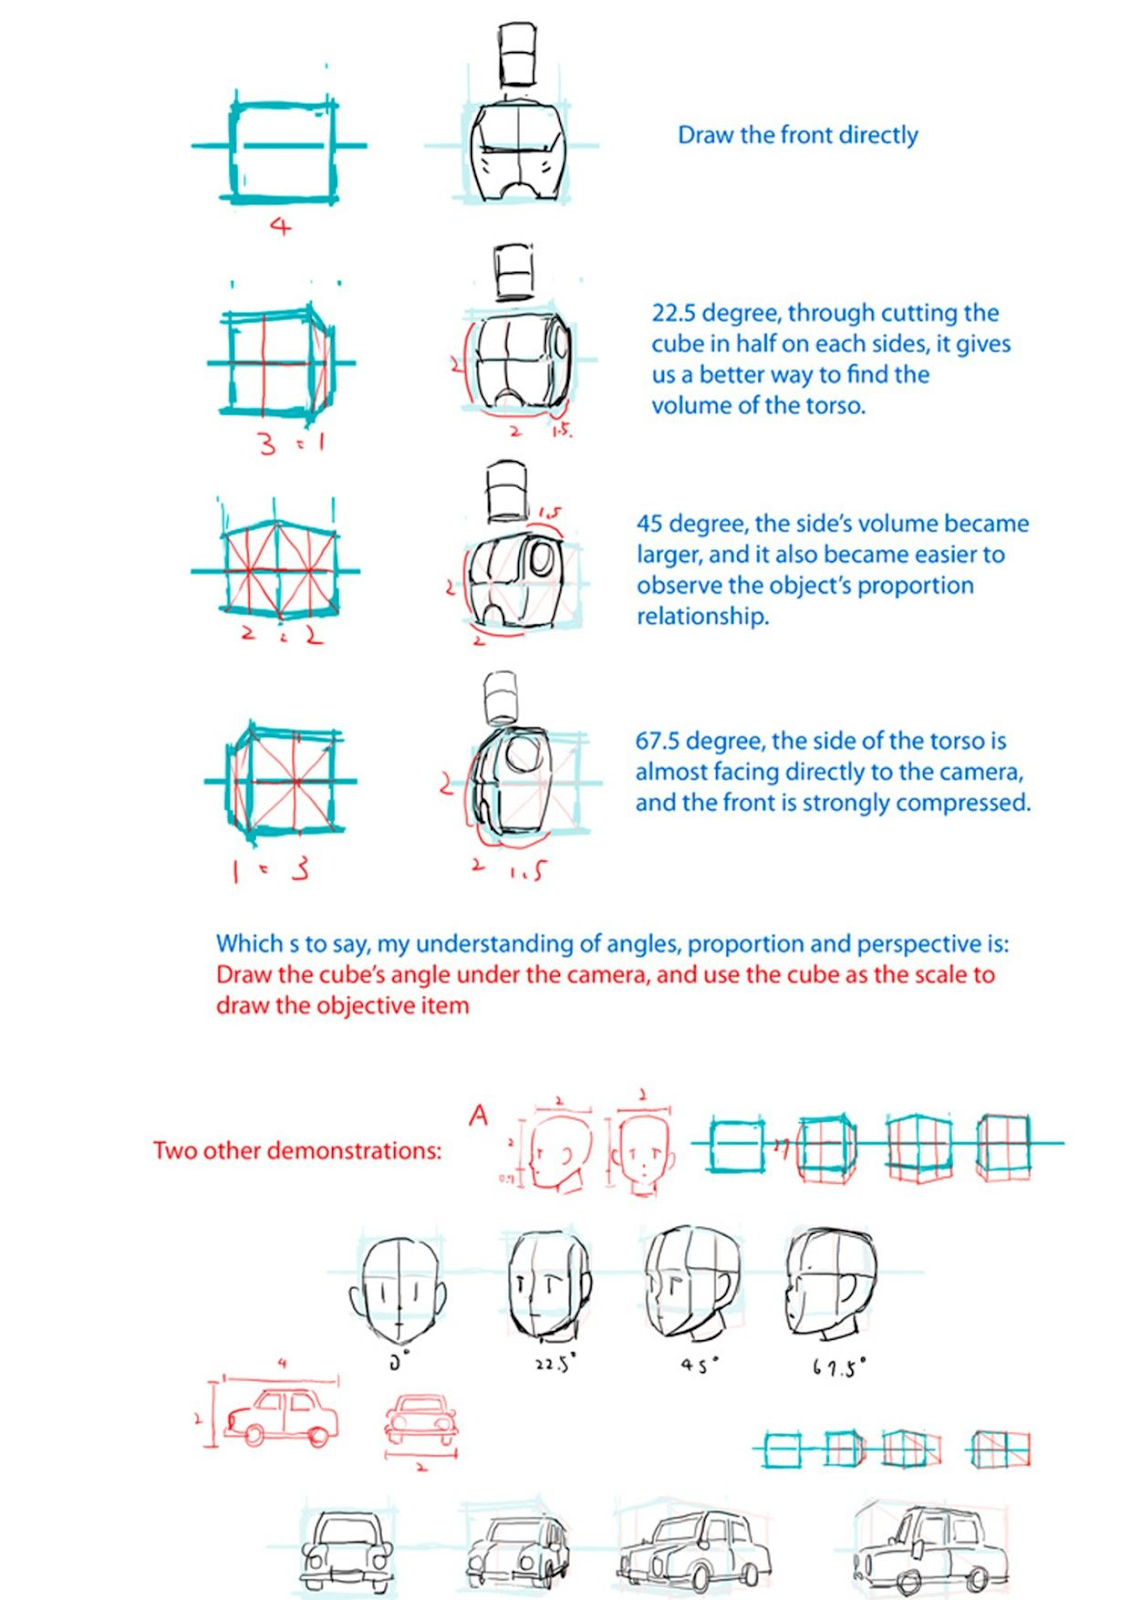 Draw the front directly
4
22.5 degree, through cutting the
cube in half on each sides, it gives
us a better way to find the
volume of the torso.
2
2 1.5.
3 : 1
1.5
45 degree, the side's volume became
larger, and it also became easier to
observe the object's proportion
relationship.
2
2 : 2
2
67.5 degree, the side of the torso is
almost facing directly to the camera,
and the front is strongly compressed.
2
2 1.5
1 : 3
Which s to say, my understanding of angles, proportion and perspective is:
Draw the cube's angle under the camera, and use the cube as the scale to
draw the objective item
A
2
2
2
Two other demonstrations:
0°
22.5°
45°
67.5°
4
2
2